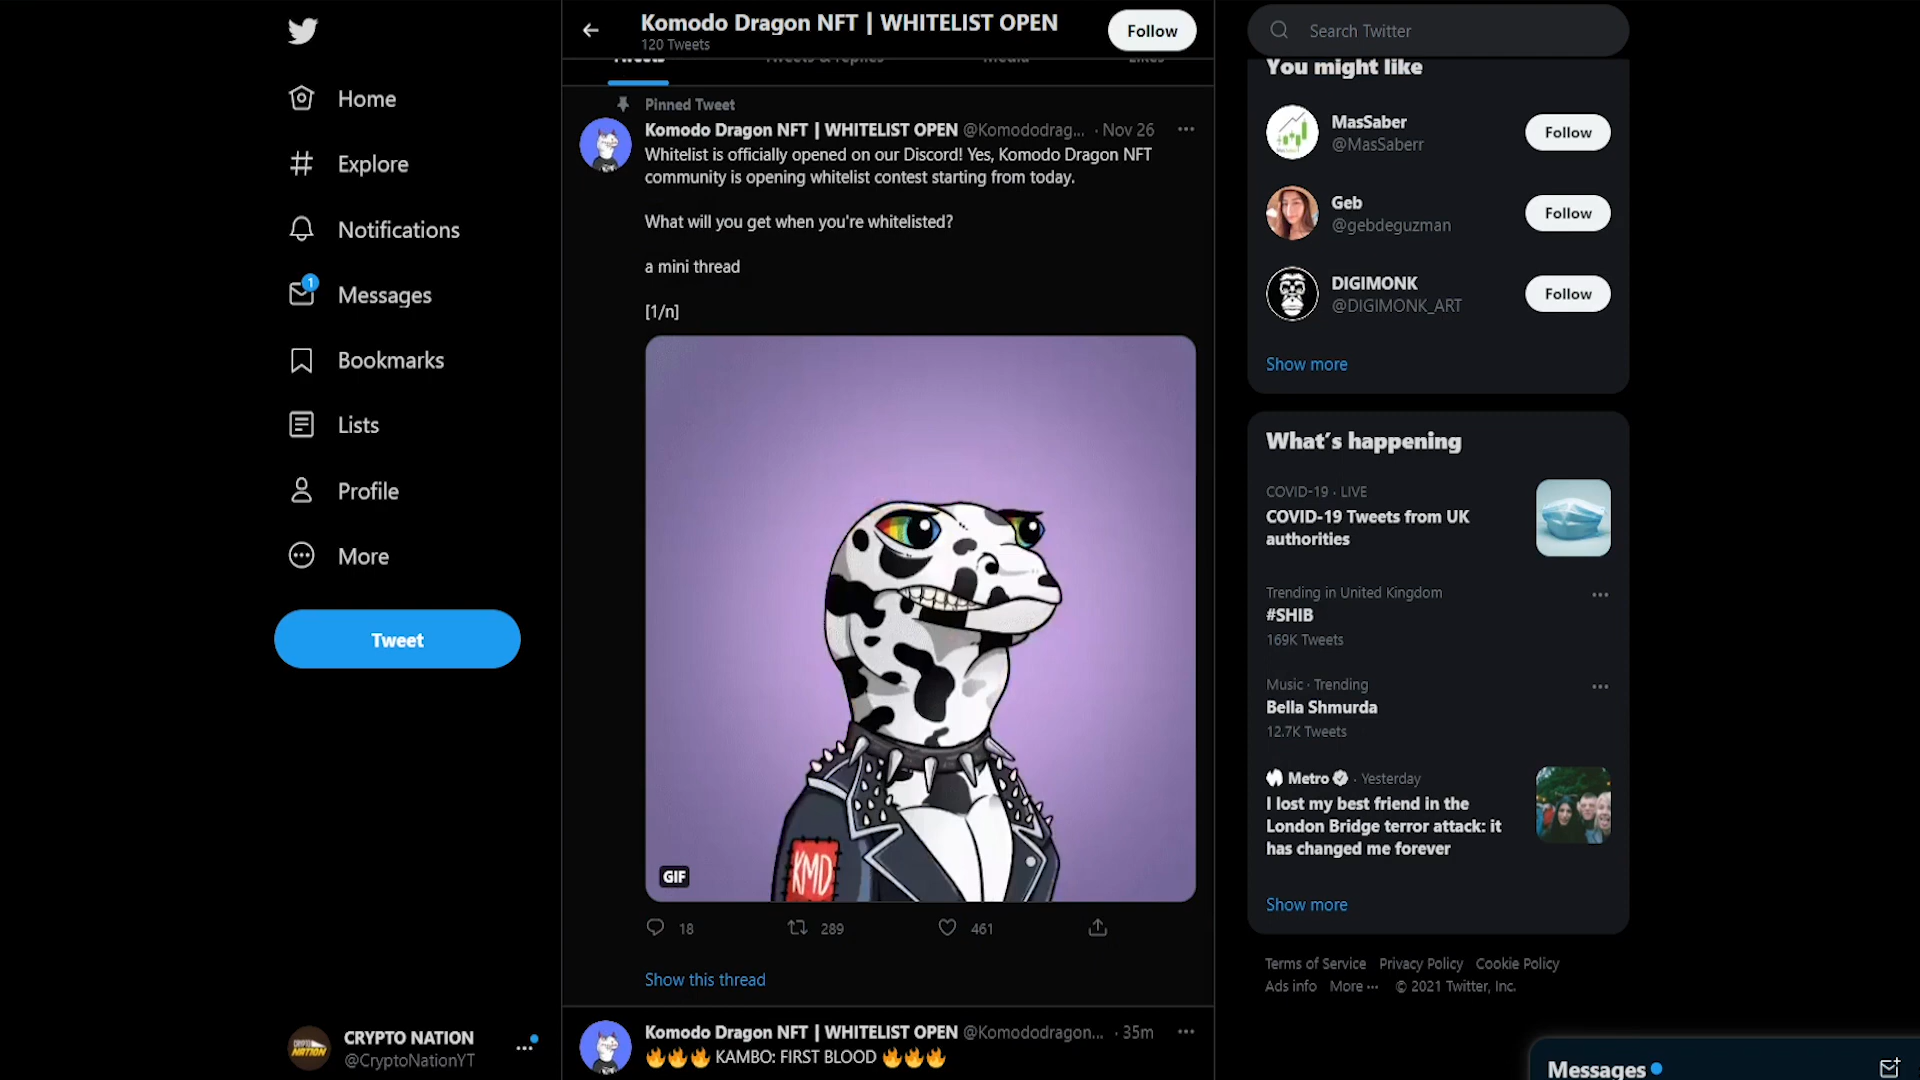 Komodo Dragon NFT | WHITELIST OPEN
120 Tweets
Follow
Search Twitter
Home
Explore
Notifications
1
Messages
Bookmarks
Lists
Profile
More
Tweet
CRYPTO NATION
@CryptoNationYT
Tweets
Tweets & replies
Media
Likes
Pinned Tweet
Komodo Dragon NFT | WHITELIST OPEN @Komododrag... · Nov 26
Whitelist is officially opened on our Discord! Yes, Komodo Dragon NFT
community is opening whitelist contest starting from today.
What will you get when you're whitelisted?
a mini thread
[1/n]
KMD
GIF
18
289
461
Show this thread
Komodo Dragon NFT | WHITELIST OPEN @Komododragon... · 35m
🔥🔥🔥 KAMBO: FIRST BLOOD 🔥🔥🔥
You might like
MasSaber
@MasSaberr
Follow
Geb
@gebdeguzman
Follow
DIGIMONK
@DIGIMONK_ART
Follow
Show more
What's happening
COVID-19 · LIVE
COVID-19 Tweets from UK
authorities
Trending in United Kingdom
#SHIB
169K Tweets
Music · Trending
Bella Shmurda
12.7K Tweets
Metro · Yesterday
I lost my best friend in the
London Bridge terror attack: it
has changed me forever
Show more
Terms of Service Privacy Policy Cookie Policy
Ads info More ··· © 2021 Twitter, Inc.
Messages